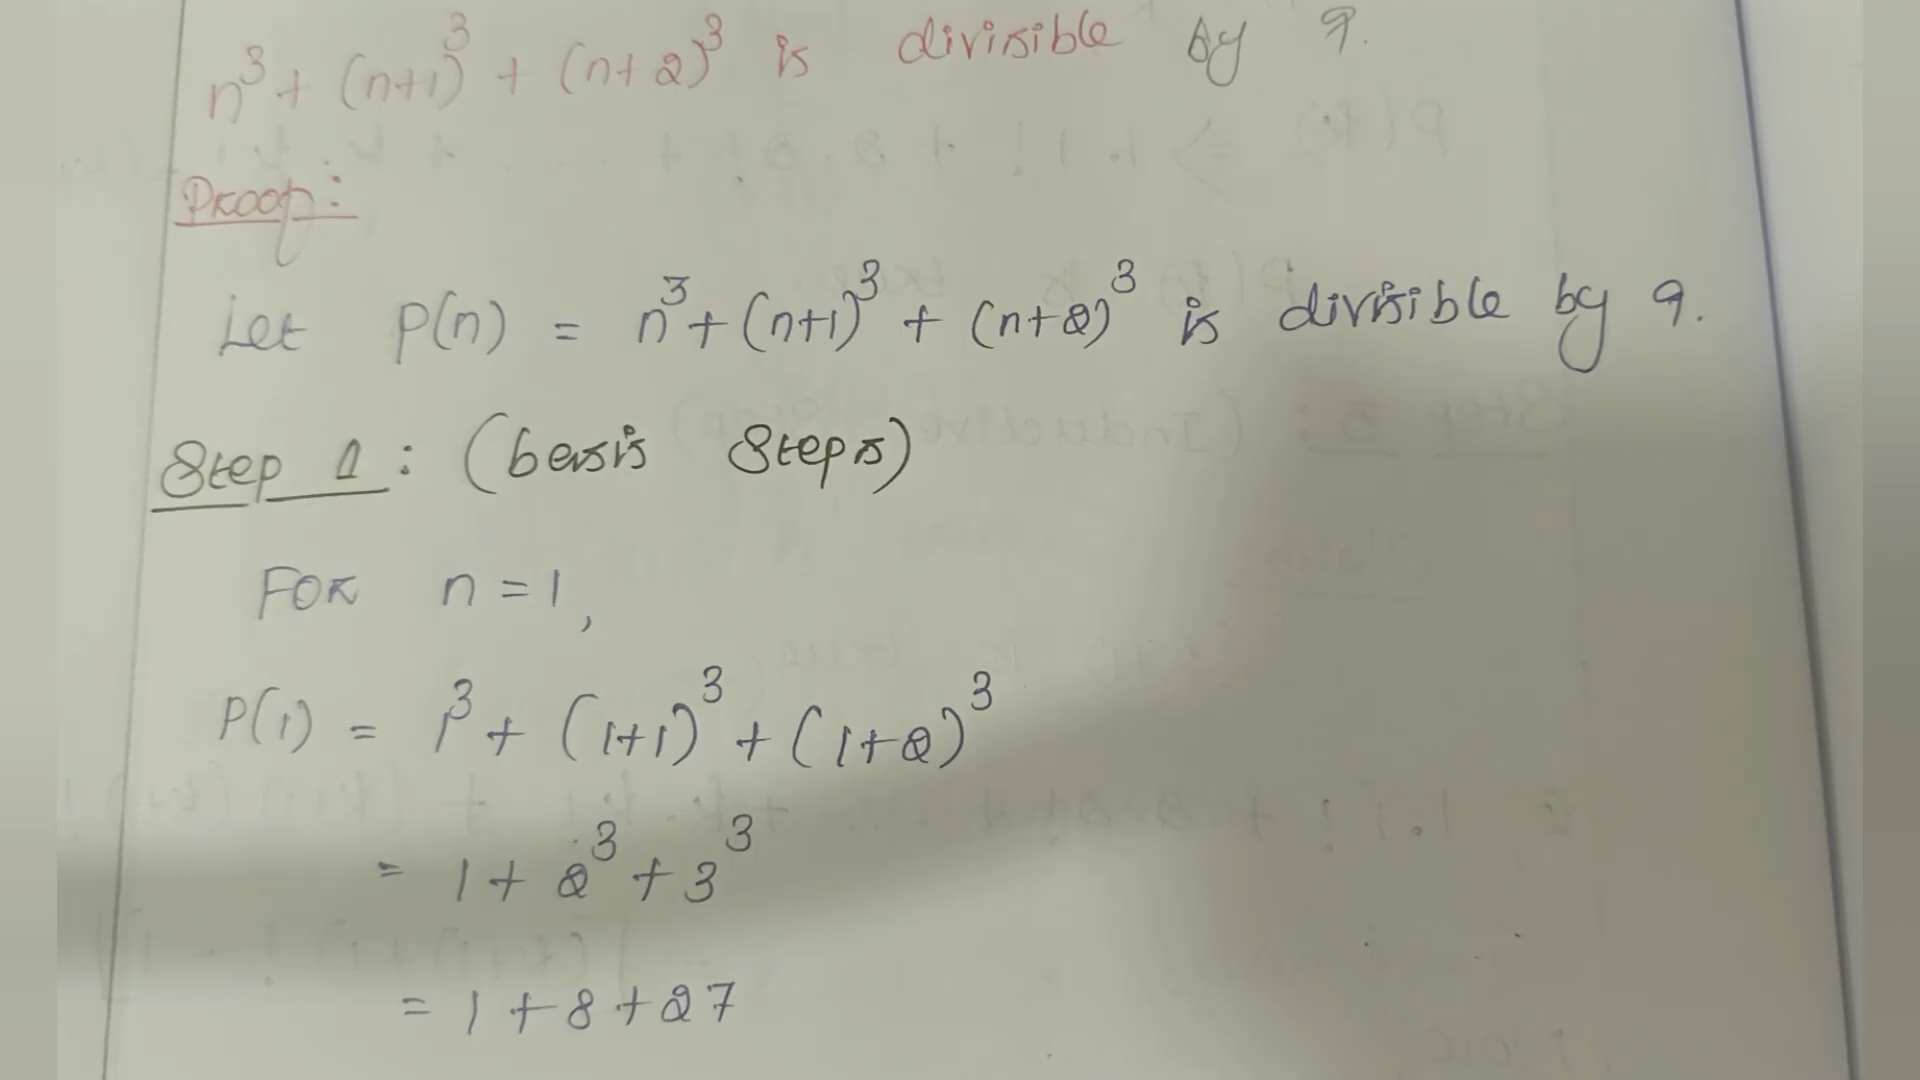 n³ + (n+1)³ + (n+2)³ is divisible by 9.
Proof:
Let P(n) = n³ + (n+1)³ + (n+2)³ is divisible by 9.
Step 1: (basis Steps)
For n = 1,
P(1) = 1³ + (1+1)³ + (1+2)³
= 1 + 2³ + 3³
= 1 + 8 + 27